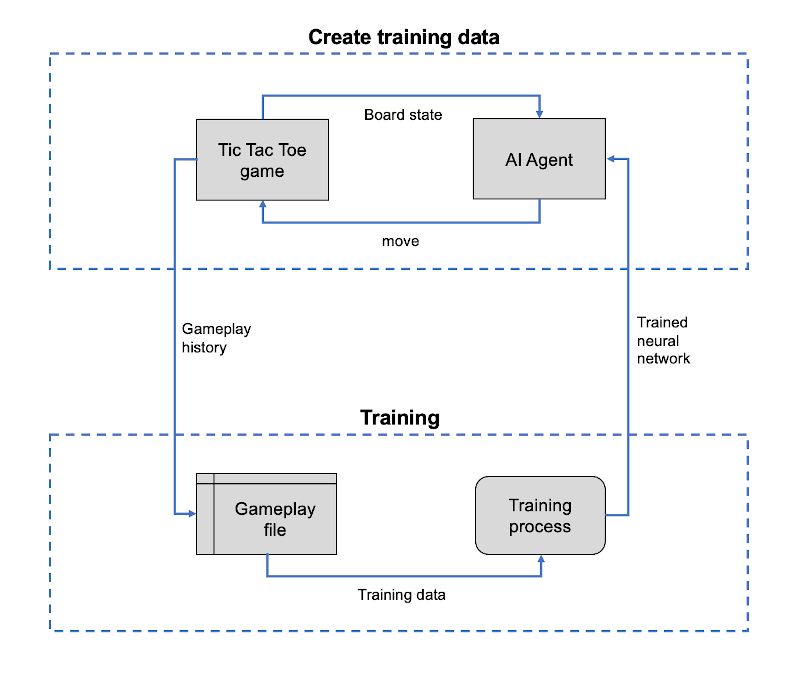 Create training data
Board state
Tic Tac Toe
game
AI Agent
move
Gameplay
history
Trained
neural
network
Training
Gameplay
file
Training
process
Training data